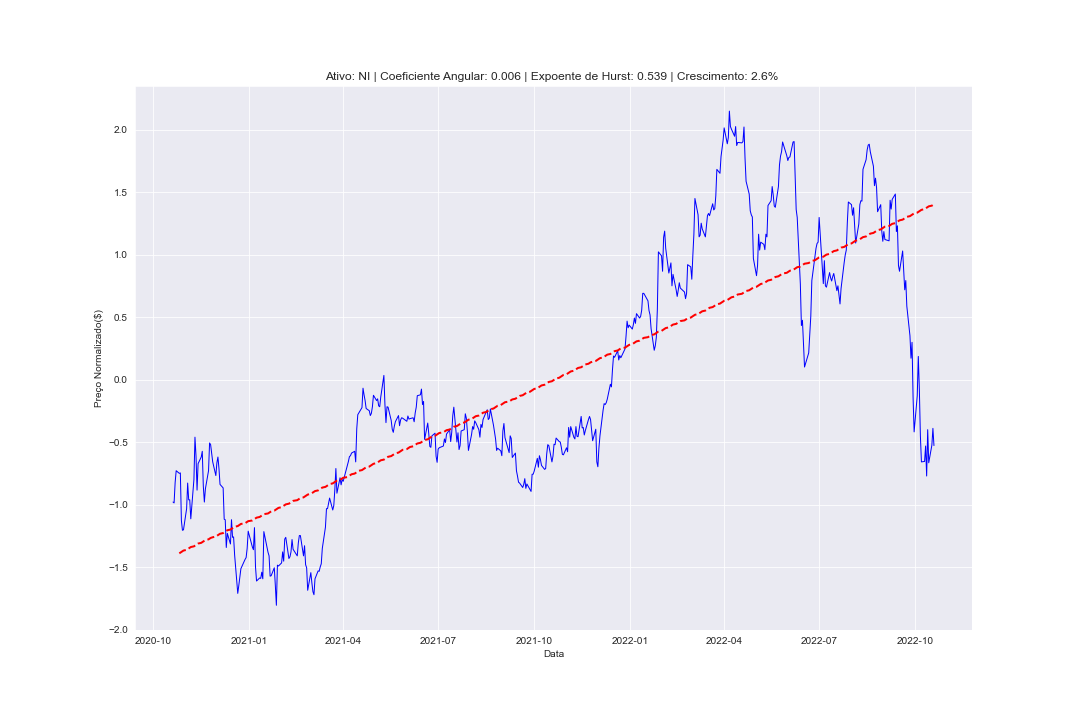 Ativo: NI | Coeficiente Angular: 0.006 | Expoente de Hurst: 0.539 | Crescimento: 2.6%
Preço Normalizado($)
2.0
1.5
1.0
0.5
0.0
−0.5
−1.0
−1.5
−2.0
2020-10 2021-01 2021-04 2021-07 2021-10 2022-01 2022-04 2022-07 2022-10
Data